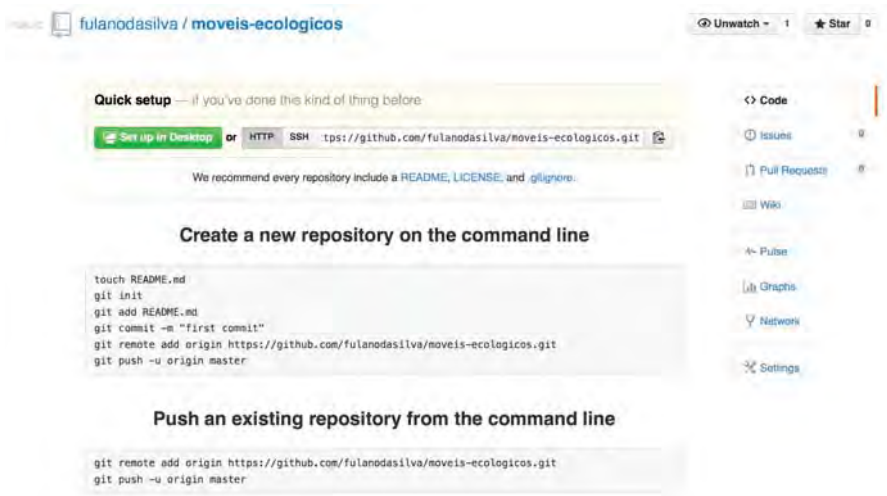 fulanodasilva / moveis-ecologicos
Unwatch 1 Star 0
Quick setup — if you've done this kind of thing before
Set up in Desktop or HTTP SSH tps://github.com/fulanodasilva/moveis-ecologicos.git
We recommend every repository include a README, LICENSE, and .gitignore.
Create a new repository on the command line
touch README.md
git init
git add README.md
git commit -m "first commit"
git remote add origin https://github.com/fulanodasilva/moveis-ecologicos.git
git push -u origin master
Push an existing repository from the command line
git remote add origin https://github.com/fulanodasilva/moveis-ecologicos.git
git push -u origin master
<> Code
Issues 0
Pull Requests 0
Wiki
Pulse
Graphs
Network
Settings